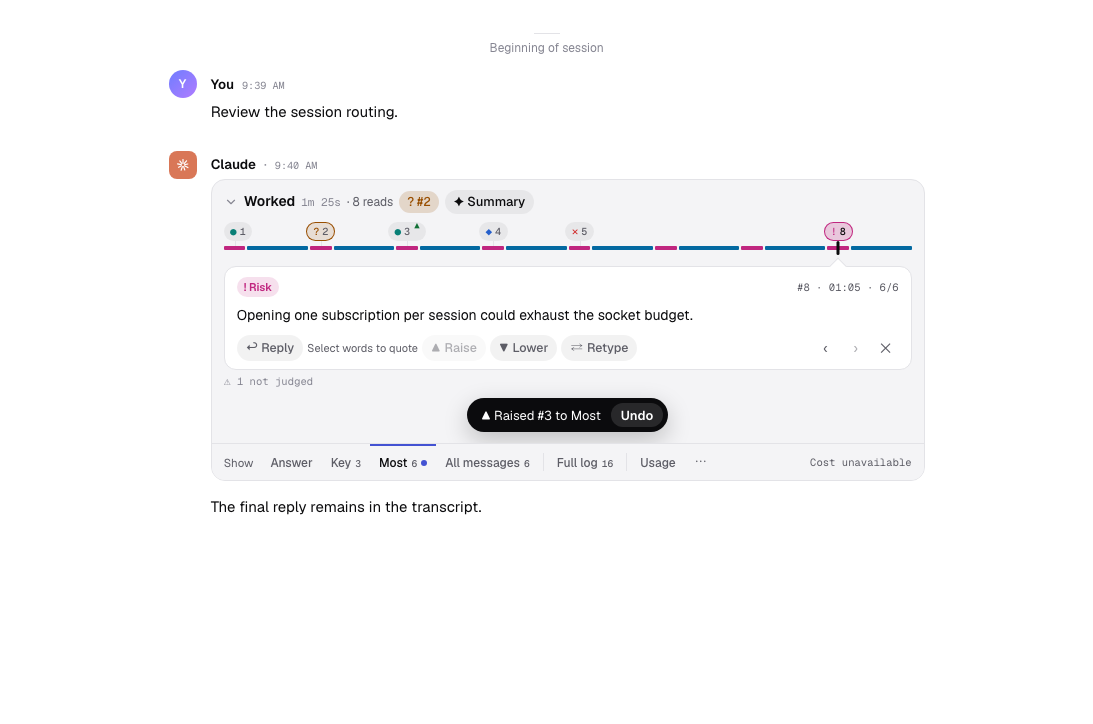 Beginning of session
Y You 9:39 AM
Review the session routing.
Claude · 9:40 AM
Worked 1m 25s · 8 reads ? #2 ✦ Summary
● 1 ? 2 ● 3 ▲ ◆ 4 × 5 ! 8
! Risk #8 · 01:05 · 6/6
Opening one subscription per session could exhaust the socket budget.
↩ Reply Select words to quote ▲ Raise ▼ Lower ⇄ Retype ‹ › ×
⚠ 1 not judged
▲ Raised #3 to Most Undo
Show Answer Key 3 Most 6 ● All messages 6 Full log 16 Usage ··· Cost unavailable
The final reply remains in the transcript.